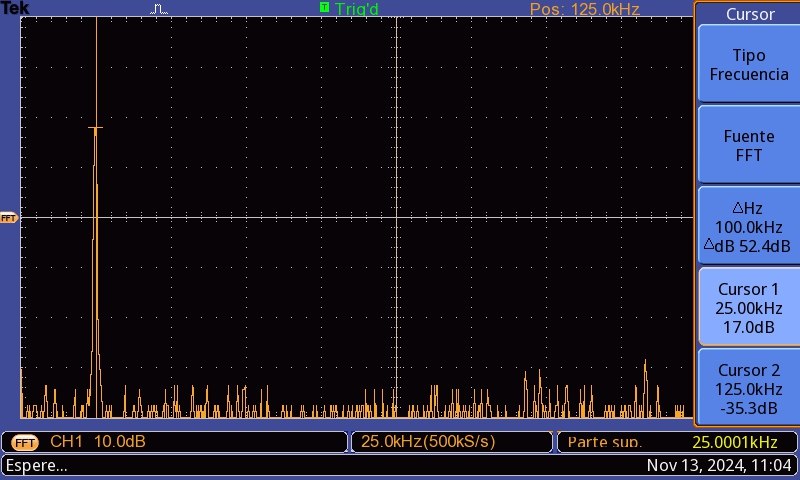 Tek
T Trig'd
Pos: 125.0kHz
Cursor
Tipo
Frecuencia
Fuente
FFT
FFT
△Hz
100.0kHz
△dB 52.4dB
Cursor 1
25.00kHz
17.0dB
Cursor 2
125.0kHz
-35.3dB
FFT CH1 10.0dB
25.0kHz(500kS/s)
Parte sup. 25.0001kHz
Espere...
Nov 13, 2024, 11:04